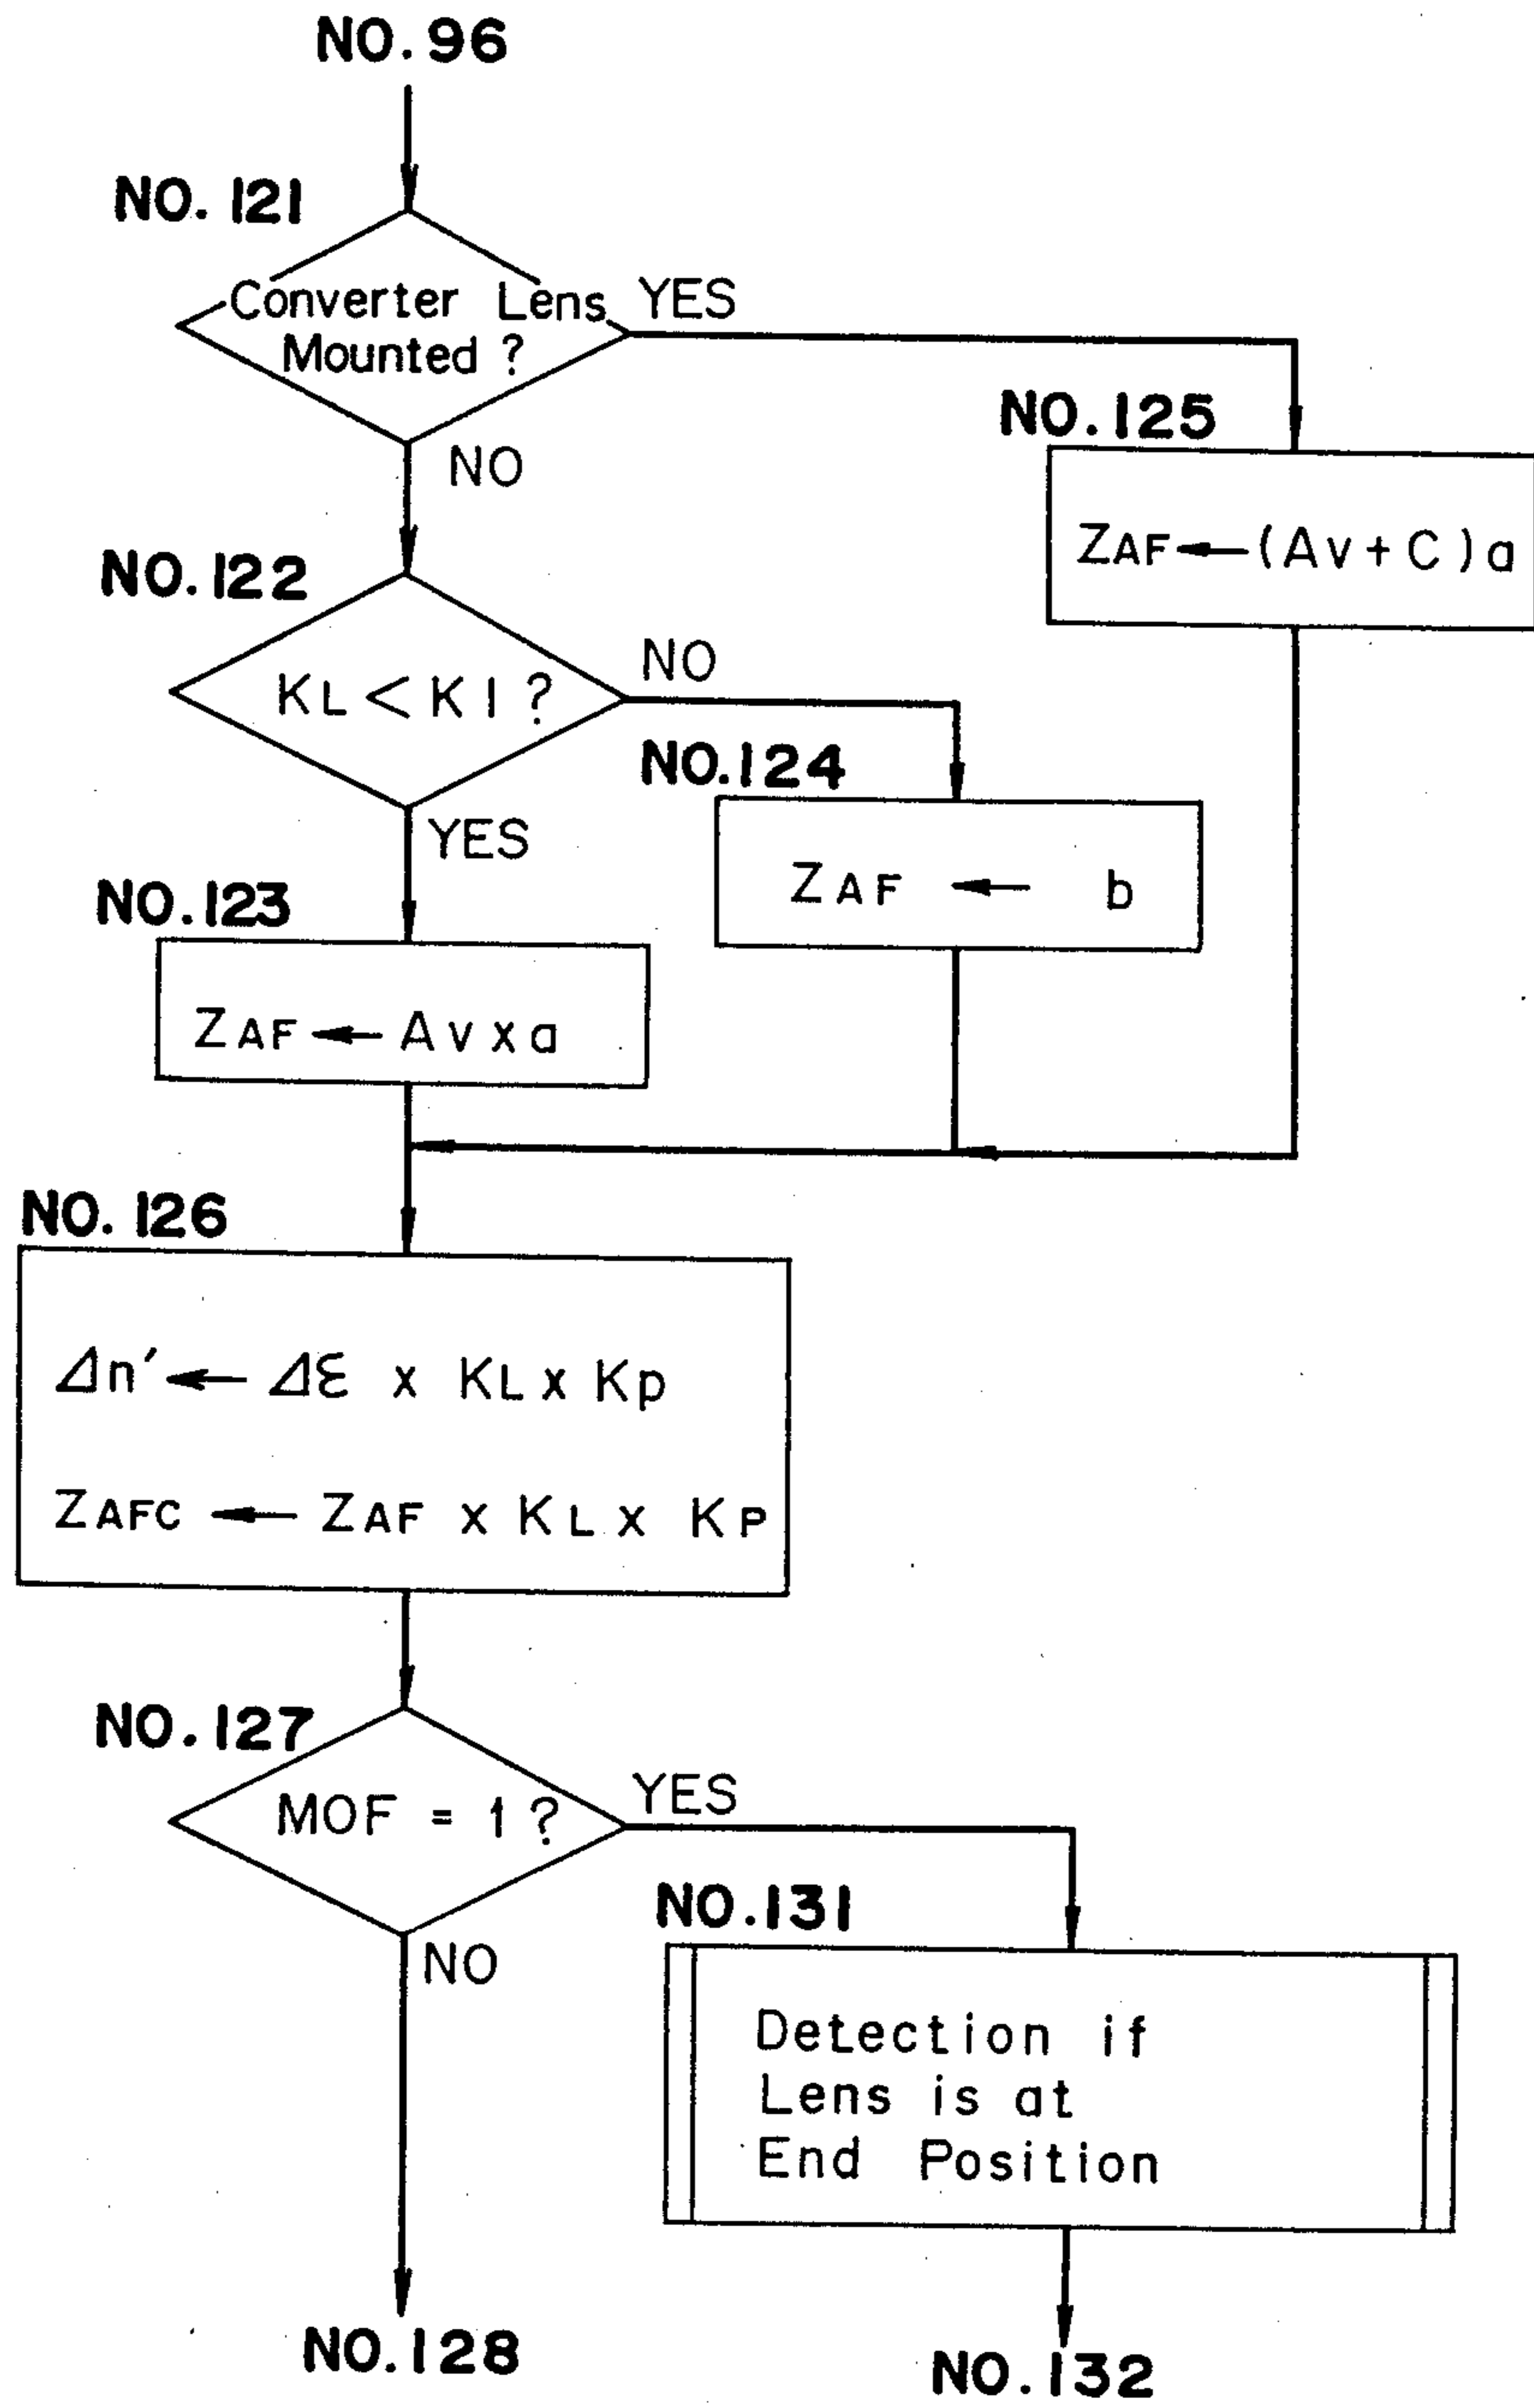 NO.96
NO.121
Converter Lens
Mounted ?
YES
NO
NO.125
ZAF←(AV+C)a
NO.122
KL<K1?
NO
YES
NO.124
ZAF ← b
NO.123
ZAF←AVxa
NO.126
Δn′← Δε x KL x Kp
ZAFC ← ZAF x KL x KP
NO.127
MOF = 1?
YES
NO
NO.131
Detection if
Lens is at
End Position
NO.128
NO.132